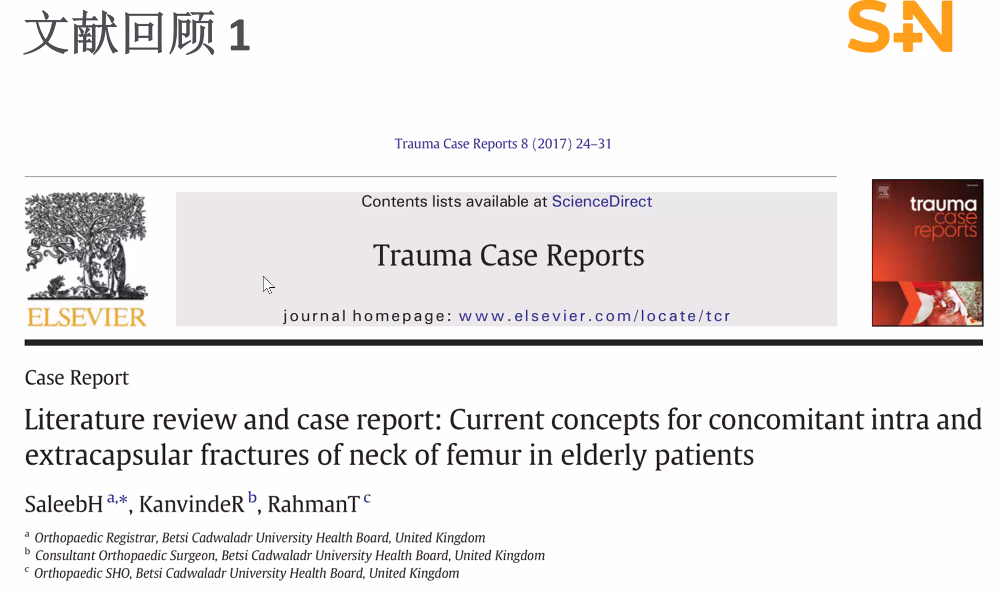 文献回顾 1
S+N
Trauma Case Reports 8 (2017) 24–31
Contents lists available at ScienceDirect
Trauma Case Reports
journal homepage: www.elsevier.com/locate/tcr
ELSEVIER
trauma
case
reports
Case Report
Literature review and case report: Current concepts for concomitant intra and
extracapsular fractures of neck of femur in elderly patients
SaleebH a,*, KanvindeR b, RahmanT c
a Orthopaedic Registrar, Betsi Cadwaladr University Health Board, United Kingdom
b Consultant Orthopaedic Surgeon, Betsi Cadwaladr University Health Board, United Kingdom
c Orthopaedic SHO, Betsi Cadwaladr University Health Board, United Kingdom